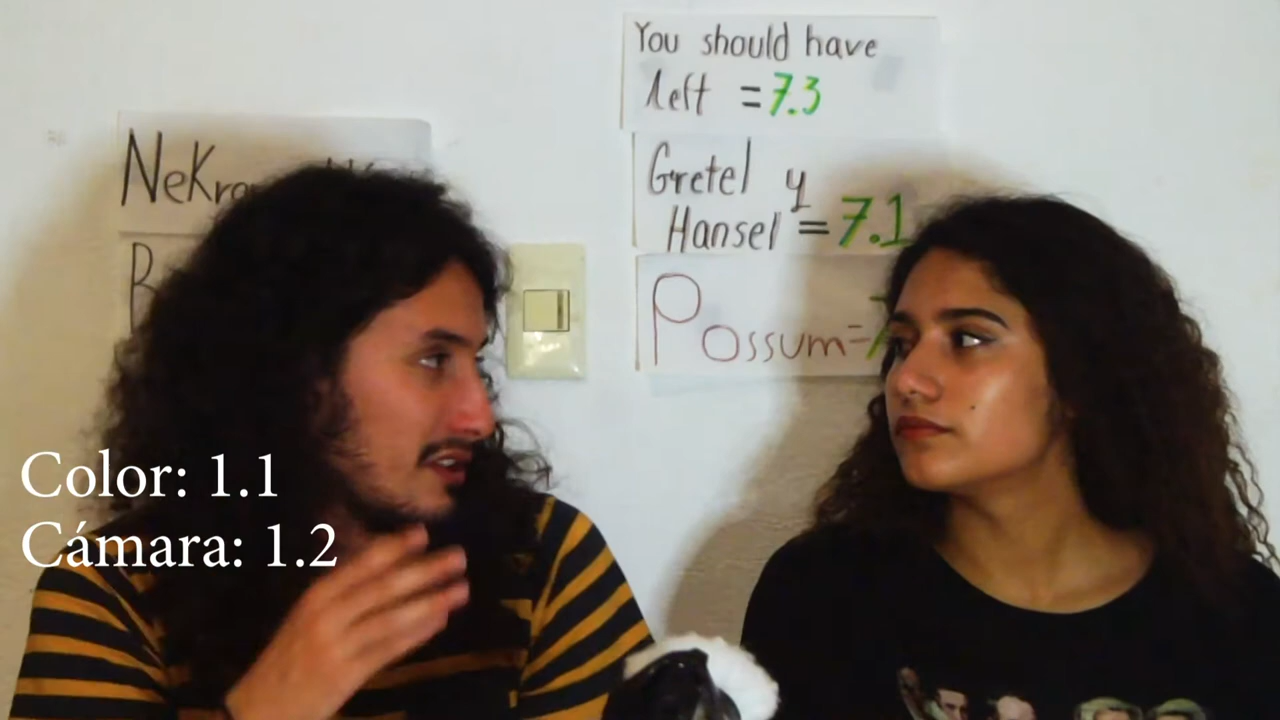 You should have
left = 7.3
Gretel y
Hansel = 7.1
Possum=
Color: 1.1
Cámara: 1.2